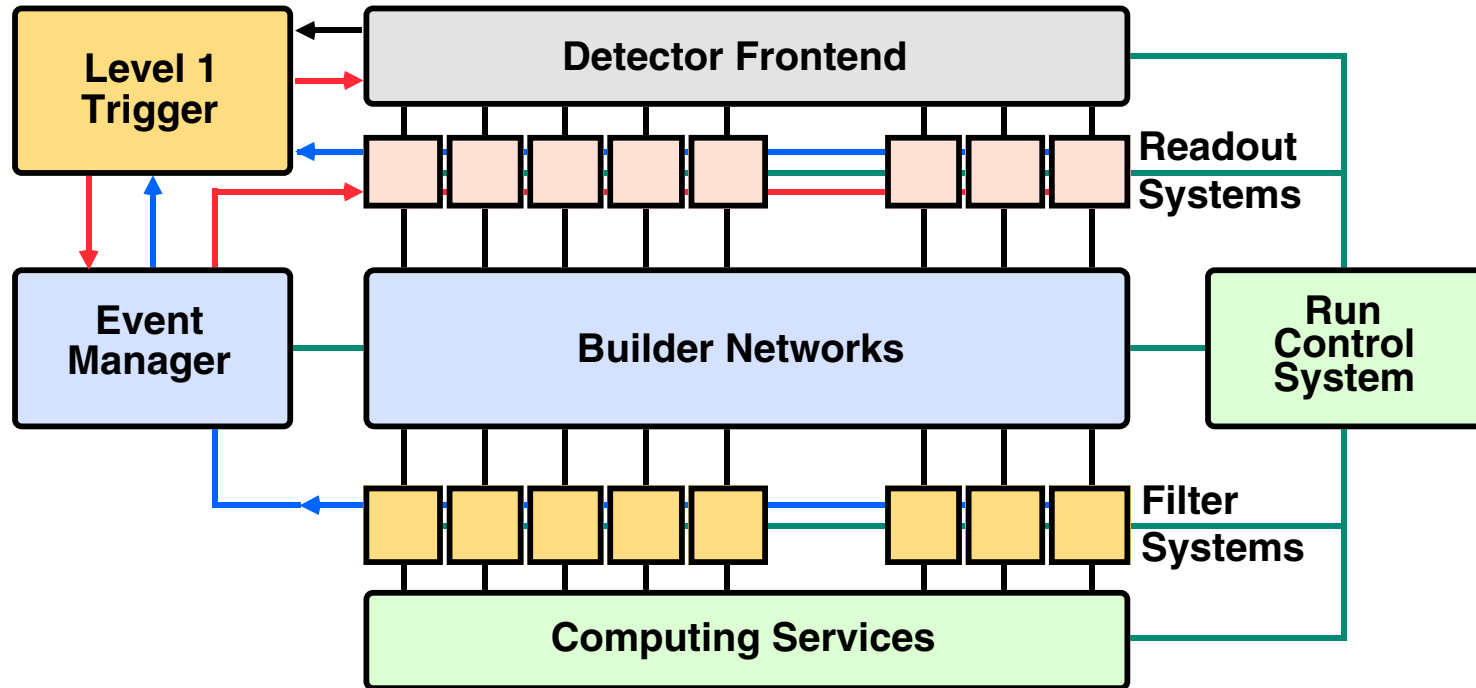 Level 1
Trigger
Detector Frontend
Readout
Systems
Event
Manager
Builder Networks
Run
Control
System
Filter
Systems
Computing Services